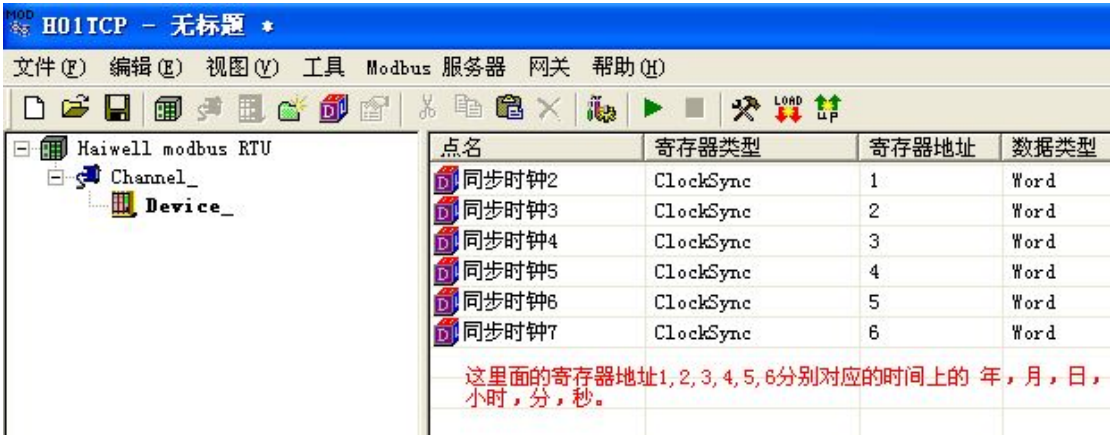 MOD
H01TCP - 无标题 *
文件(F) 编辑(E) 视图(V) 工具 Modbus 服务器 网关 帮助(H)
LOAD UP
Haiwell modbus RTU
Channel_
Device_
点名 寄存器类型 寄存器地址 数据类型
同步时钟2 ClockSync 1 Word
同步时钟3 ClockSync 2 Word
同步时钟4 ClockSync 3 Word
同步时钟5 ClockSync 4 Word
同步时钟6 ClockSync 5 Word
同步时钟7 ClockSync 6 Word
这里面的寄存器地址1,2,3,4,5,6分别对应的时间上的 年，月，日，
小时，分，秒。